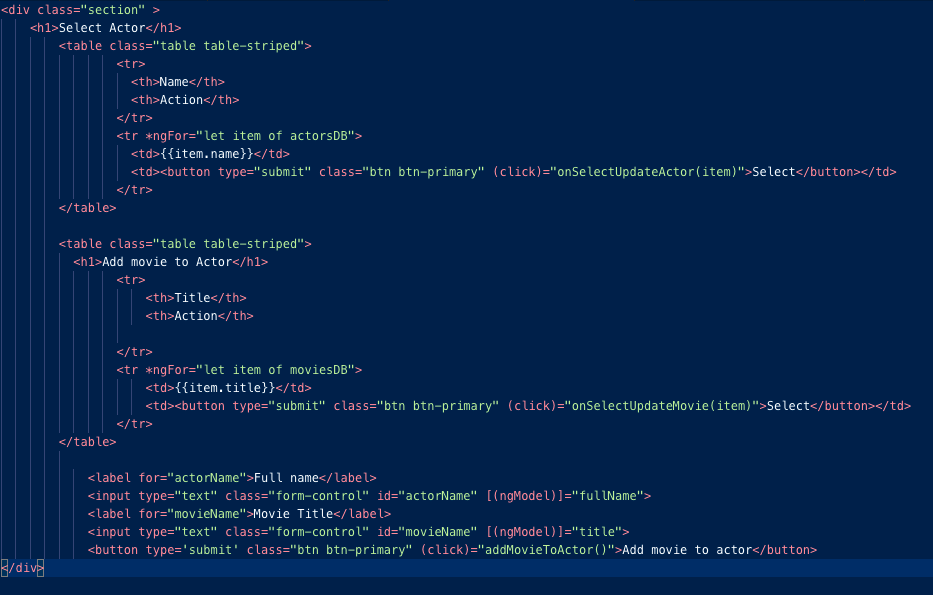 <div class="section" >
<h1>Select Actor</h1>
<table class="table table-striped">
<tr>
<th>Name</th>
<th>Action</th>
</tr>
<tr *ngFor="let item of actorsDB">
<td>{{item.name}}</td>
<td><button type="submit" class="btn btn-primary" (click)="onSelectUpdateActor(item)">Select</button></td>
</tr>
</table>
<table class="table table-striped">
<h1>Add movie to Actor</h1>
<tr>
<th>Title</th>
<th>Action</th>
</tr>
<tr *ngFor="let item of moviesDB">
<td>{{item.title}}</td>
<td><button type="submit" class="btn btn-primary" (click)="onSelectUpdateMovie(item)">Select</button></td>
</tr>
</table>
<label for="actorName">Full name</label>
<input type="text" class="form-control" id="actorName" [(ngModel)]="fullName">
<label for="movieName">Movie Title</label>
<input type="text" class="form-control" id="movieName" [(ngModel)]="title">
<button type='submit' class="btn btn-primary" (click)="addMovieToActor()">Add movie to actor</button>
</div>